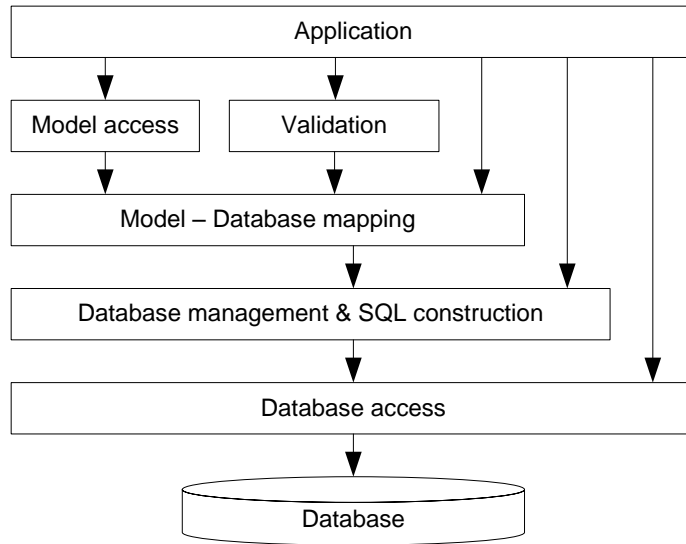 Application
Model access
Validation
Model – Database mapping
Database management & SQL construction
Database access
Database